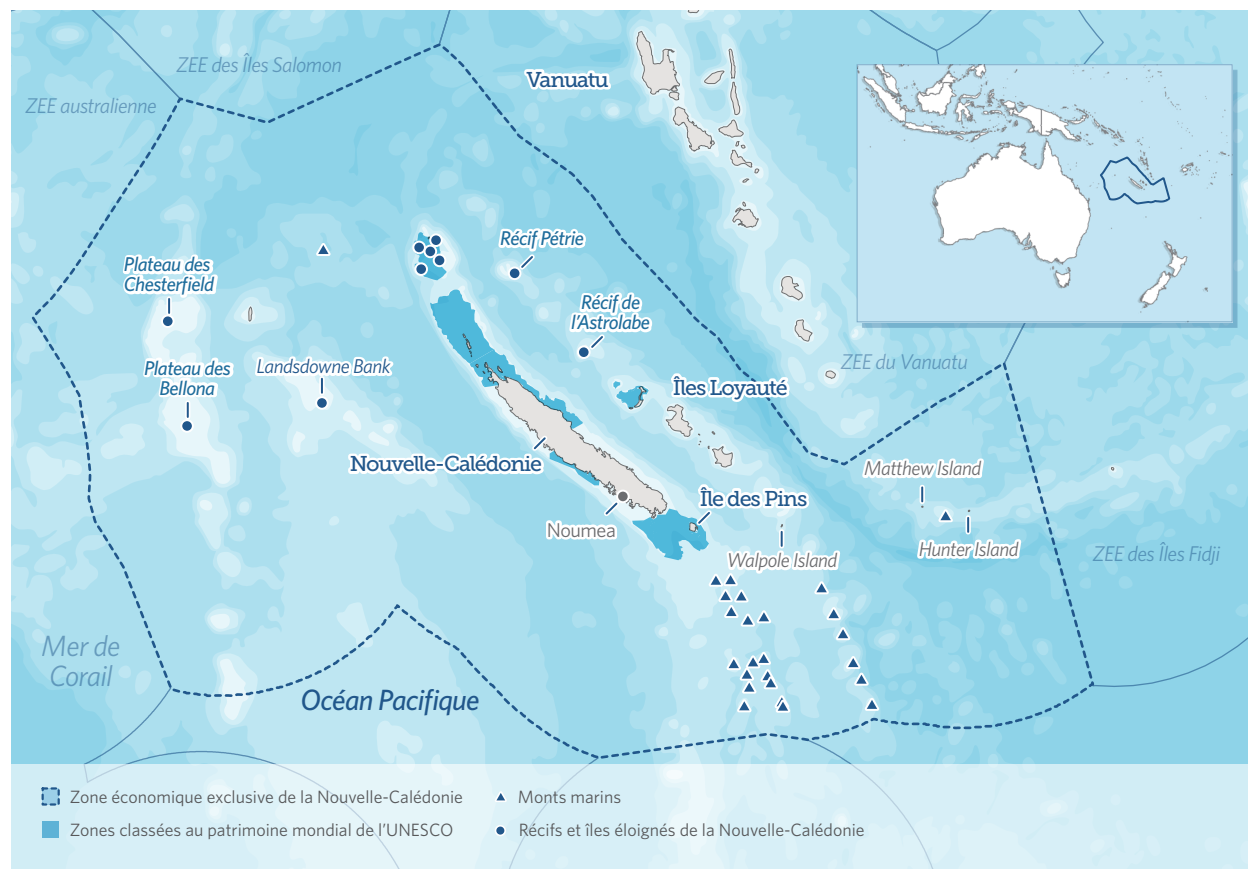 ZEE des Îles Salomon
ZEE australienne
Vanuatu
Récif Pétrie
Plateau des
Chesterfield
Récif de
l’Astrolabe
Plateau des
Bellona
Landsdowne Bank
ZEE du Vanuatu
Îles Loyauté
Nouvelle-Calédonie
Matthew Island
Île des Pins
Noumea
Walpole Island
Hunter Island
ZEE des Îles Fidji
Mer de
Corail
Océan Pacifique
Zone économique exclusive de la Nouvelle-Calédonie
Monts marins
Zones classées au patrimoine mondial de l’UNESCO
Récifs et îles éloignés de la Nouvelle-Calédonie